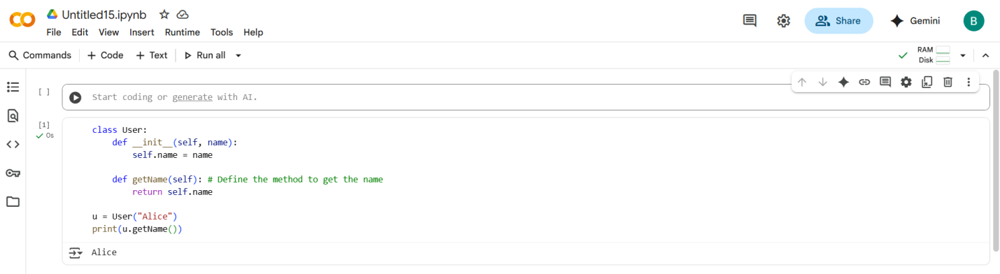 CO Untitled15.ipynb
File Edit View Insert Runtime Tools Help
Share Gemini B
Commands + Code + Text Run all
RAM
Disk
[ ] Start coding or generate with AI.
[1] class User:
0s def __init__(self, name):
self.name = name
def getName(self): # Define the method to get the name
return self.name
u = User("Alice")
print(u.getName())
Alice